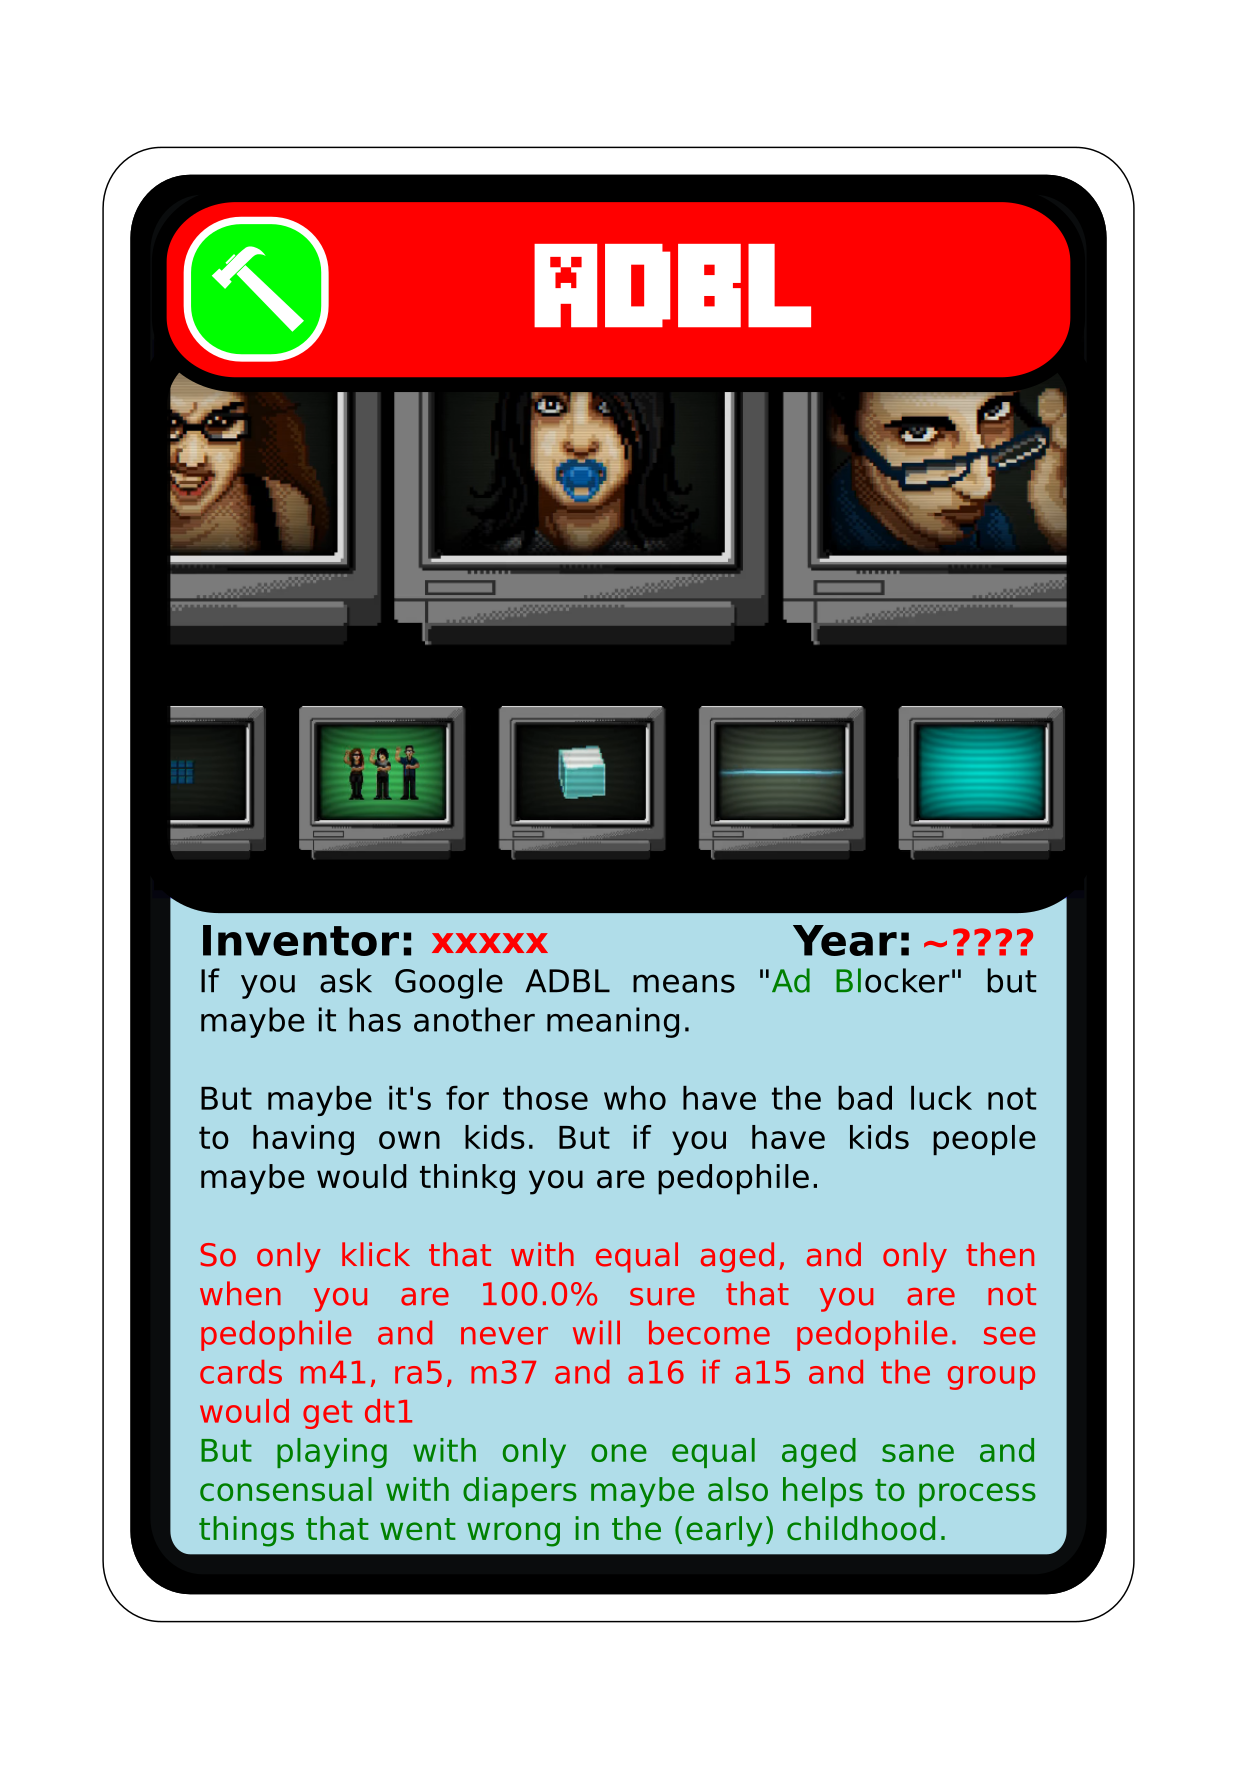 ADBL
Inventor: xxxxx Year: ~????
If you ask Google ADBL means "Ad Blocker" but
maybe it has another meaning.
But maybe it's for those who have the bad luck not
to having own kids. But if you have kids people
maybe would thinkg you are pedophile.
So only klick that with equal aged, and only then
when you are 100.0% sure that you are not
pedophile and never will become pedophile. see
cards m41, ra5, m37 and a16 if a15 and the group
would get dt1
But playing with only one equal aged sane and
consensual with diapers maybe also helps to process
things that went wrong in the (early) childhood.